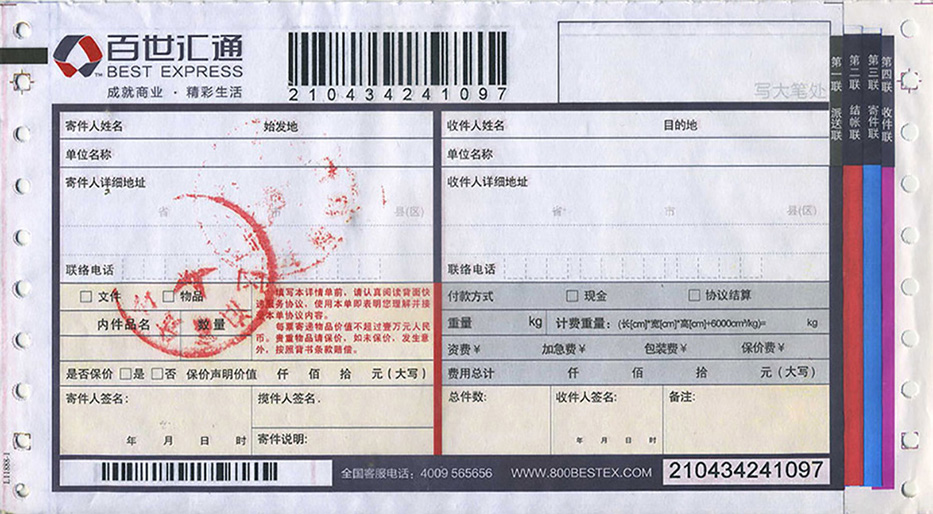 百世汇通
TM BEST EXPRESS
成就商业 · 精彩生活
210434241097
写大笔处
第一联 派送联
第二联 结帐联
第三联 寄件联
第四联 收件联
寄件人姓名 始发地
单位名称
寄件人详细地址
省 市 县(区)
联络电话
收件人姓名 目的地
单位名称
收件人详细地址
省 市 县(区)
联络电话
文件 物品
内件品名 数量
填写本详情单前，请认真阅读背面快
递服务协议，使用本单即表明您理解并接
受本单协议内容。
每票寄递物品价值不超过壹万元人民
币。贵重物品请保价，如未保价，发生意
外，按照背书条款赔偿。
是否保价 是 否 保价声明价值 仟 佰 拾 元(大写)
寄件人签名:
年 月 日 时
揽件人签名.
寄件说明:
付款方式 现金 协议结算
重量 kg 计费重量: (长[cm]*宽[cm]*高[cm]÷6000cm³/kg)= kg
资费¥ 加急费¥ 包装费¥ 保价费¥
费用总计 仟 佰 拾 元(大写)
总件数:
收件人签名:
年 月 日 时
备注:
全国客服电话: 4009 565656 WWW.800BESTEX.COM 210434241097
L11888-1